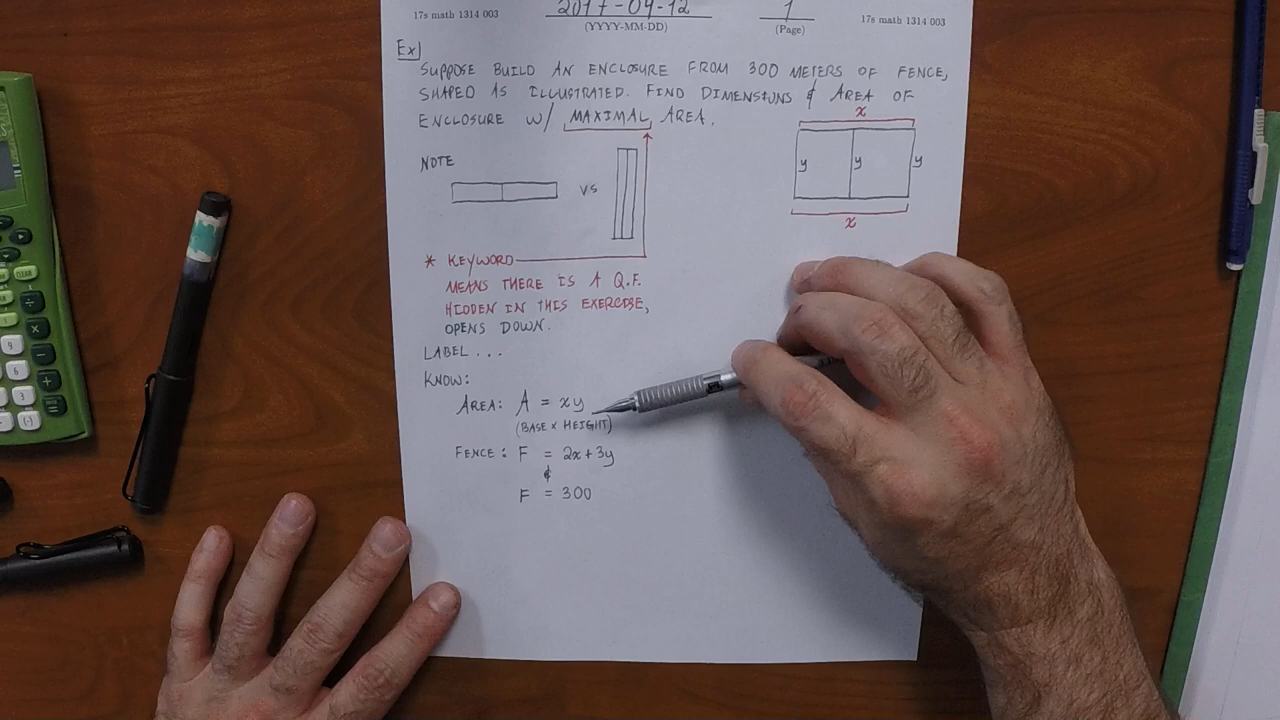 17s math 1314 003
2017-04-12
1
17s math 1314 003
(YYYY-MM-DD)
(Page)
Ex)
SUPPOSE BUILD AN ENCLOSURE FROM 300 METERS OF FENCE,
SHAPED AS ILLUSTRATED. FIND DIMENSIONS & AREA OF
ENCLOSURE W/ MAXIMAL AREA.
x
y y y
x
NOTE
VS
* KEYWORD
MEANS THERE IS A Q.F.
HIDDEN IN THIS EXERCISE,
OPENS DOWN.
LABEL...
KNOW:
AREA: A = xy
(BASE × HEIGHT)
FENCE: F = 2x+3y
&
F = 300